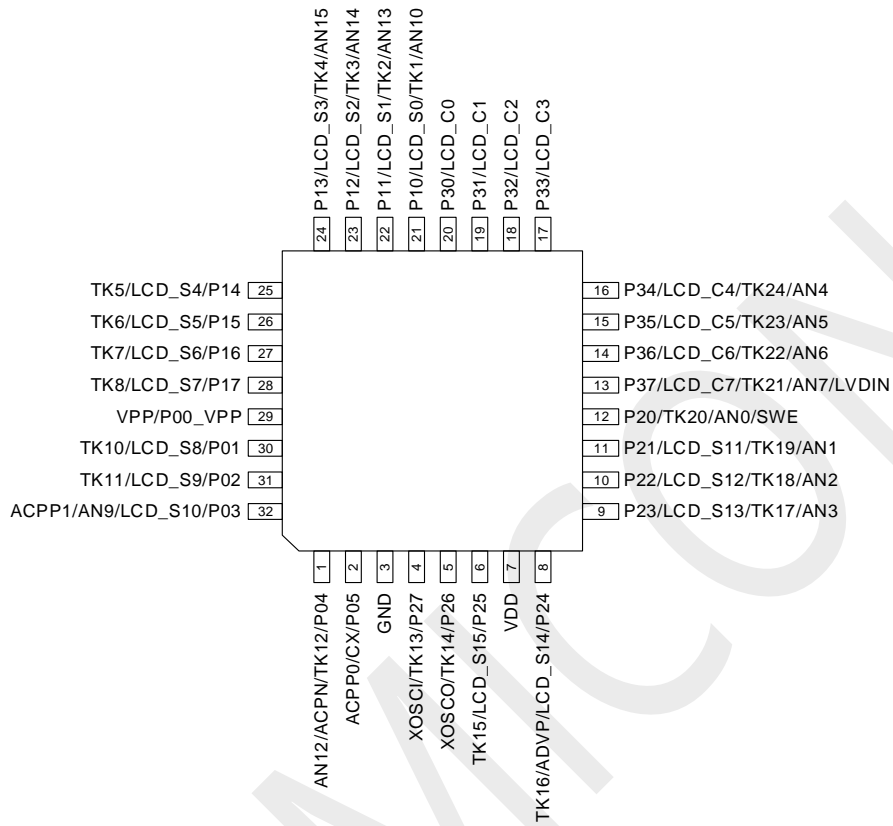 24 P13/LCD_S3/TK4/AN15
23 P12/LCD_S2/TK3/AN14
22 P11/LCD_S1/TK2/AN13
21 P10/LCD_S0/TK1/AN10
20 P30/LCD_C0
19 P31/LCD_C1
18 P32/LCD_C2
17 P33/LCD_C3
TK5/LCD_S4/P14 25
TK6/LCD_S5/P15 26
TK7/LCD_S6/P16 27
TK8/LCD_S7/P17 28
VPP/P00_VPP 29
TK10/LCD_S8/P01 30
TK11/LCD_S9/P02 31
ACPP1/AN9/LCD_S10/P03 32
16 P34/LCD_C4/TK24/AN4
15 P35/LCD_C5/TK23/AN5
14 P36/LCD_C6/TK22/AN6
13 P37/LCD_C7/TK21/AN7/LVDIN
12 P20/TK20/AN0/SWE
11 P21/LCD_S11/TK19/AN1
10 P22/LCD_S12/TK18/AN2
9 P23/LCD_S13/TK17/AN3
AN12/ACPN/TK12/P04 1
ACPP0/CX/P05 2
GND 3
XOSCI/TK13/P27 4
XOSCO/TK14/P26 5
TK15/LCD_S15/P25 6
VDD 7
TK16/ADVP/LCD_S14/P24 8
MICON